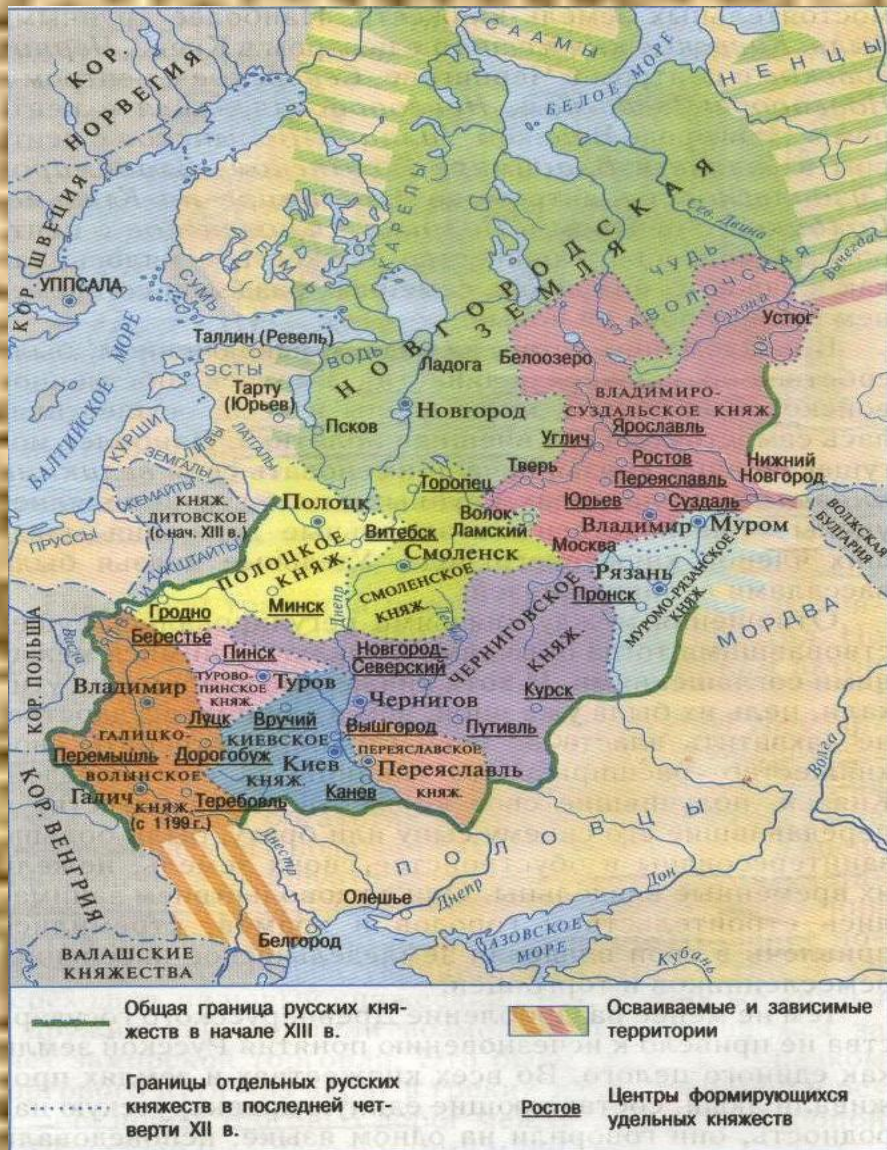 СААМЫ
НЕНЦЫ
КОР.
НОРВЕГИЯ
БЕЛОЕ МОРЕ
КАРЕЛЫ
КОР. ШВЕЦИЯ
УППСАЛА
СУМЬ
ЕМЬ
НОВГОРОДСКАЯ
ЗЕМЛЯ
Сев. Двина
ЧУДЬ
ЗАВОЛОЧСКАЯ
Вычегда
Сухона
Юг
Устюг
Таллин (Ревель)
ВОДЬ
Ладога
Белоозеро
ЭСТЫ
БАЛТИЙСКОЕ МОРЕ
Тарту
(Юрьев)
Новгород
Псков
ВЛАДИМИРО-
СУЗДАЛЬСКОЕ КНЯЖ.
Ярославль
Углич
КУРШИ
ЛИВЫ
ЛАТГАЛЫ
ЗЕМГАЛЫ
Ростов
Тверь
Переяславль
Нижний
Новгород
Торопец
ЖЕМАЙТЫ
КНЯЖ.
ЛИТОВСКОЕ
(с нач. XIII в.)
Полоцк
Юрьев
Суздаль
Волок-
Ламский
Витебск
Владимир
Муром
ВОЛЖСКАЯ
БУЛГАРИЯ
ПРУССЫ
АУКШТАЙТЫ
ПОЛОЦКОЕ
КНЯЖ.
Смоленск
Москва
Рязань
Пронск
МУРОМО-РЯЗАНСКОЕ
КНЯЖ.
МОРДВА
СМОЛЕНСКОЕ
КНЯЖ.
Днепр
Минск
Гродно
ЯТВЯГИ
Десна
ЧЕРНИГОВСКОЕ
КНЯЖ.
КОР. ПОЛЬША
Висла
Берестье
Пинск
Новгород-
Северский
ТУРОВО-
ПИНСКОЕ
КНЯЖ.
Туров
Владимир
Чернигов
Курск
Луцк
Вручий
Вышгород
Путивль
ГАЛИЦКО-
ВОЛЫНСКОЕ
КНЯЖ.
(с 1199 г.)
КИЕВСКОЕ
КНЯЖ.
Киев
ПЕРЕЯСЛАВСКОЕ
КНЯЖ.
Переяславль
Перемышль
Дорогобуж
Волга
Галич
Теребовль
Канев
КОР. ВЕНГРИЯ
ПОЛОВЦЫ
Днестр
Олешье
Днепр
Дон
Белгород
АЗОВСКОЕ
МОРЕ
Кубань
ВАЛАШСКИЕ
КНЯЖЕСТВА
Общая граница русских кня-
жеств в начале XIII в.
Осваиваемые и зависимые
территории
Границы отдельных русских
княжеств в последней чет-
верти XII в.
Ростов
Центры формирующихся
удельных княжеств